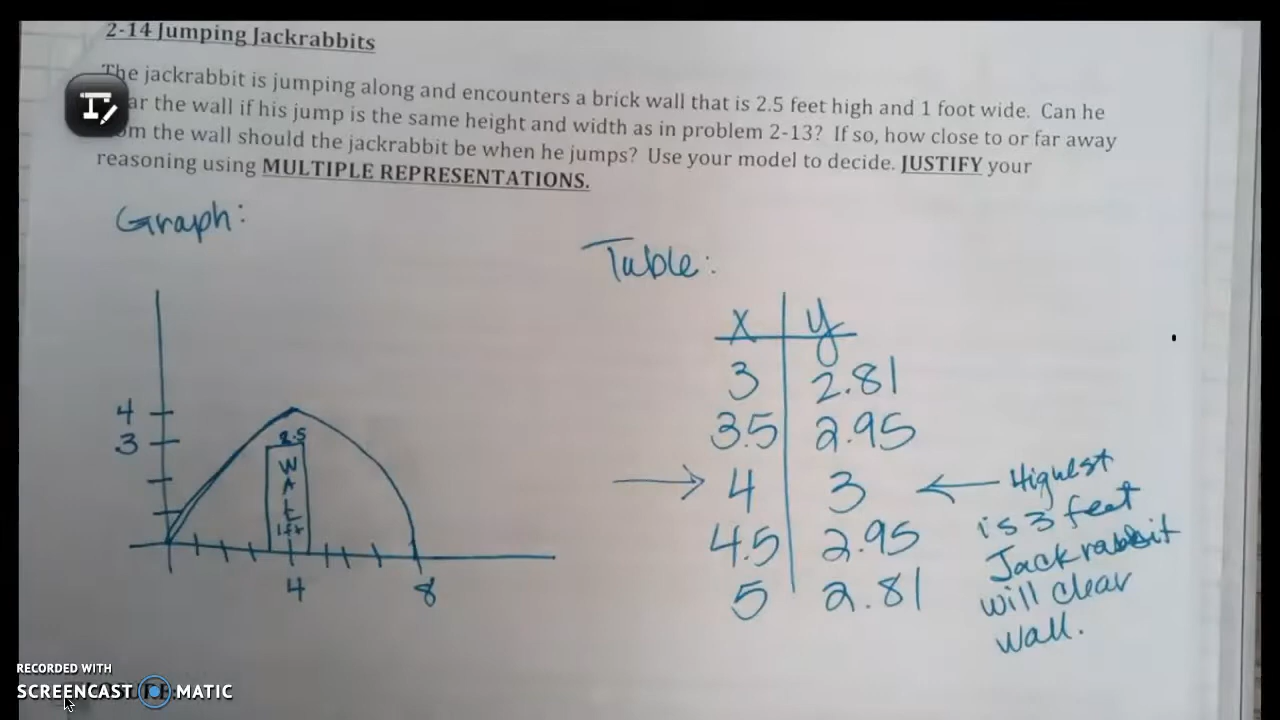 2-14 Jumping Jackrabbits
The jackrabbit is jumping along and encounters a brick wall that is 2.5 feet high and 1 foot wide. Can he
ar the wall if his jump is the same height and width as in problem 2-13? If so, how close to or far away
om the wall should the jackrabbit be when he jumps? Use your model to decide. JUSTIFY your
reasoning using MULTIPLE REPRESENTATIONS.
Graph:
Table:
x y
3 2.81
3.5 2.95
4 3
4.5 2.95
5 2.81
Highest
is 3 feet
Jackrabbit
will clear
wall.
4
3
2.5
W
A
L
L
1 ft
4
8
RECORDED WITH
SCREENCAST MATIC